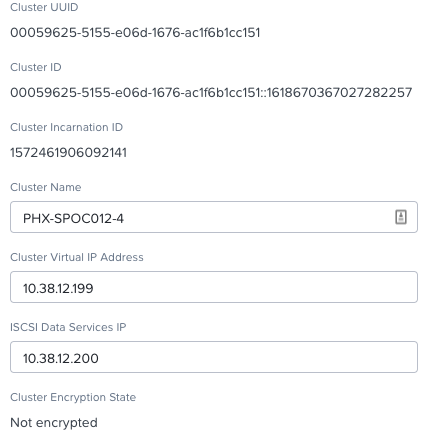 Cluster UUID
00059625-5155-e06d-1676-ac1f6b1cc151
Cluster ID
00059625-5155-e06d-1676-ac1f6b1cc151::1618670367027282257
Cluster Incarnation ID
1572461906092141
Cluster Name
PHX-SPOC012-4
Cluster Virtual IP Address
10.38.12.199
ISCSI Data Services IP
10.38.12.200
Cluster Encryption State
Not encrypted